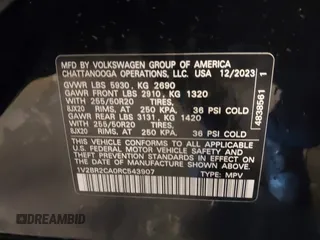 MFD BY VOLKSWAGEN GROUP OF AMERICA
CHATTANOOGA OPERATIONS, LLC. USA 12/2023
GVWR LBS 5930, KG 2690
GAWR FRONT LBS 2910, KG 1320
WITH 255/50R20 TIRES,
8JX20 RIMS, AT 250 KPA, 36 PSI COLD
GAWR REAR LBS 3131, KG 1420
WITH 255/50R20 TIRES,
8JX20 RIMS, AT 250 KPA, 36 PSI COLD
THIS VEHICLE CONFORMS TO ALL APPLICABLE
FEDERAL MOTOR VEHICLE SAFETY AND THEFT
PREVENTION STANDARDS IN EFFECT ON THE
DATE OF MANUFACTURE SHOWN ABOVE.
1V2BR2CA0RC543907 TYPE: MPV
4838561 1
DREAMBID